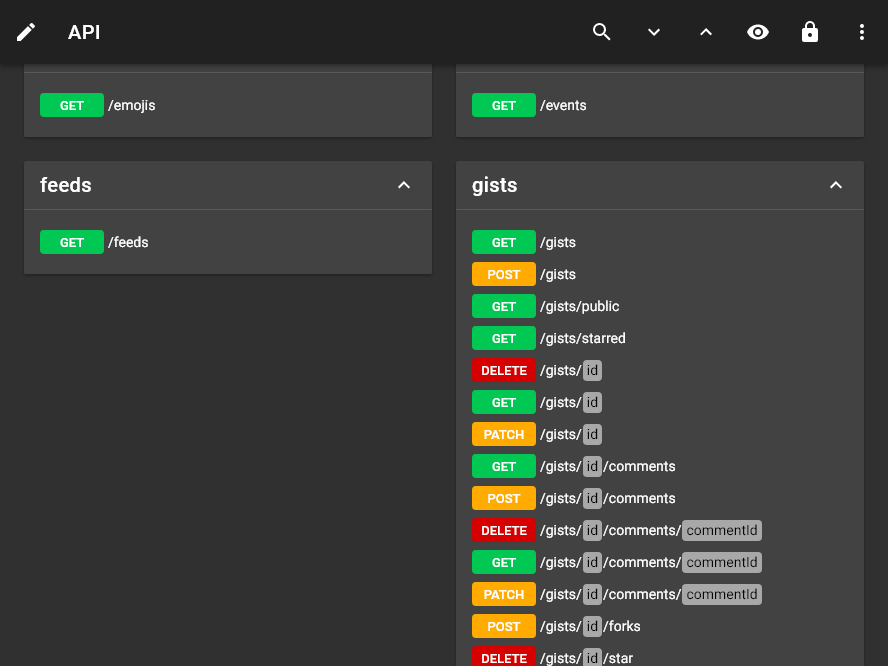 API
GET /emojis
GET /events
feeds
GET /feeds
gists
GET /gists
POST /gists
GET /gists/public
GET /gists/starred
DELETE /gists/ id
GET /gists/ id
PATCH /gists/ id
GET /gists/ id /comments
POST /gists/ id /comments
DELETE /gists/ id /comments/ commentId
GET /gists/ id /comments/ commentId
PATCH /gists/ id /comments/ commentId
POST /gists/ id /forks
DELETE /gists/ id /star